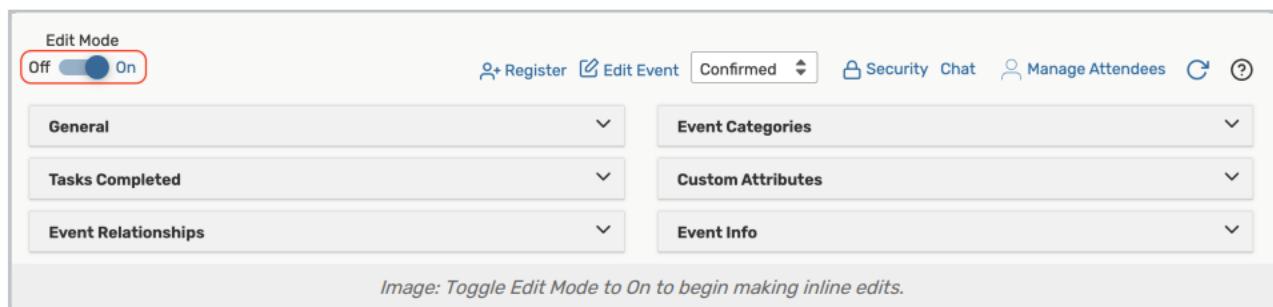 Edit Mode
Off On
Register Edit Event Confirmed Security Chat Manage Attendees
General
Event Categories
Tasks Completed
Custom Attributes
Event Relationships
Event Info
Image: Toggle Edit Mode to On to begin making inline edits.